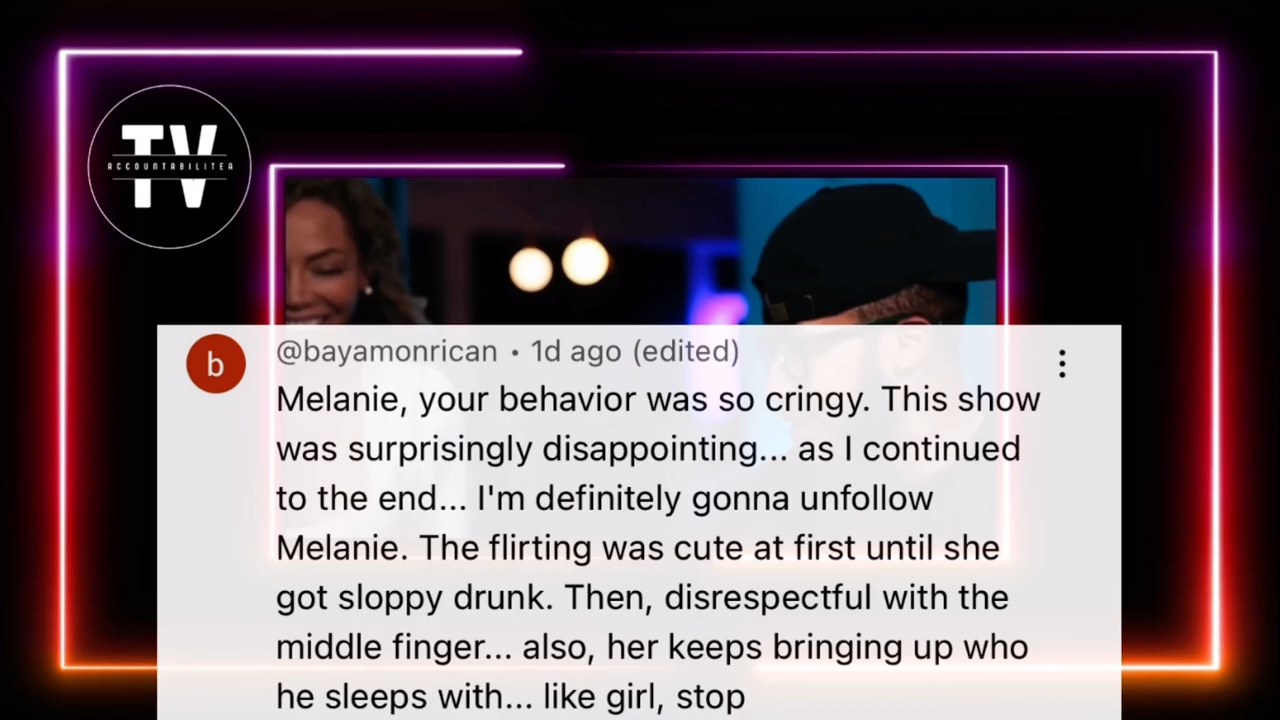 TV
ACCOUNTABILITEA
b
@bayamonrican • 1d ago (edited)
Melanie, your behavior was so cringy. This show
was surprisingly disappointing... as I continued
to the end... I'm definitely gonna unfollow
Melanie. The flirting was cute at first until she
got sloppy drunk. Then, disrespectful with the
middle finger... also, her keeps bringing up who
he sleeps with... like girl, stop